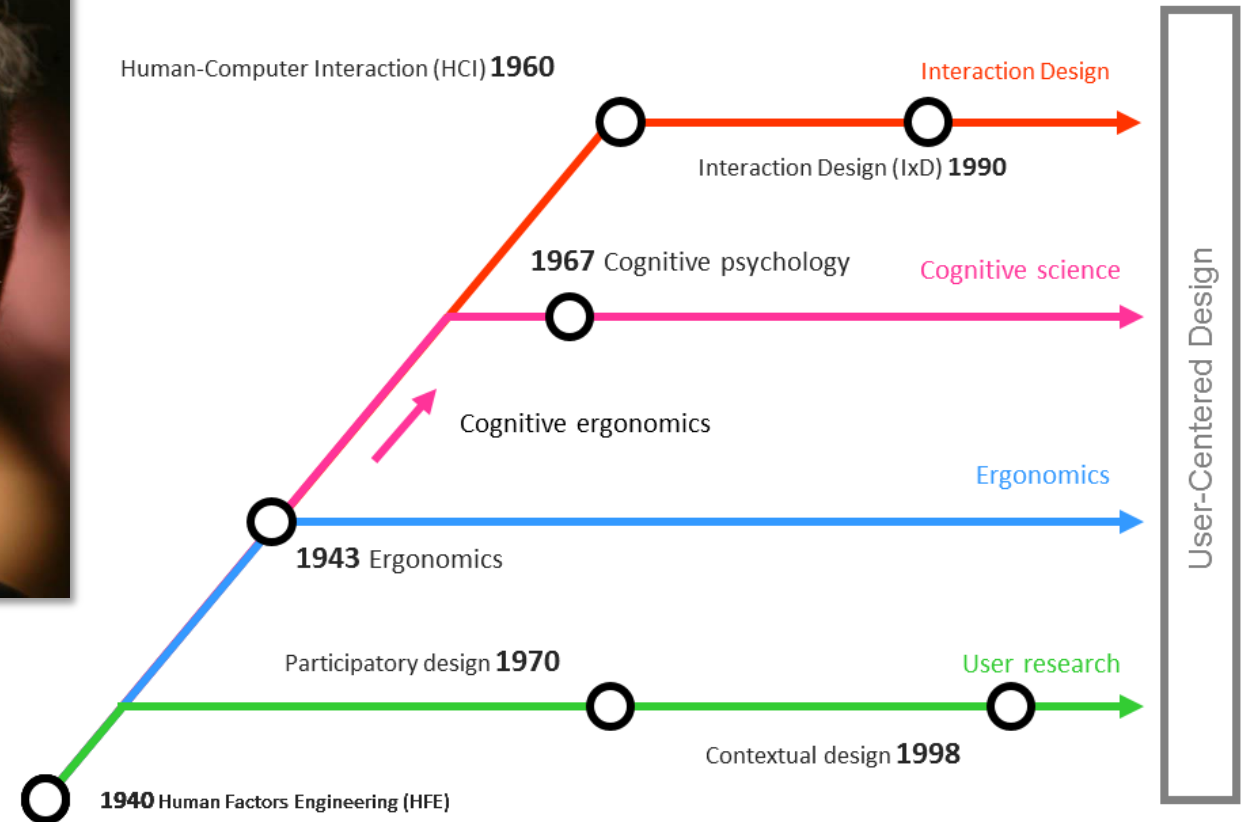 Human-Computer Interaction (HCI) 1960
Interaction Design
Interaction Design (IxD) 1990
1967 Cognitive psychology
Cognitive science
Cognitive ergonomics
Ergonomics
1943 Ergonomics
Participatory design 1970
User research
Contextual design 1998
1940 Human Factors Engineering (HFE)
User-Centered Design